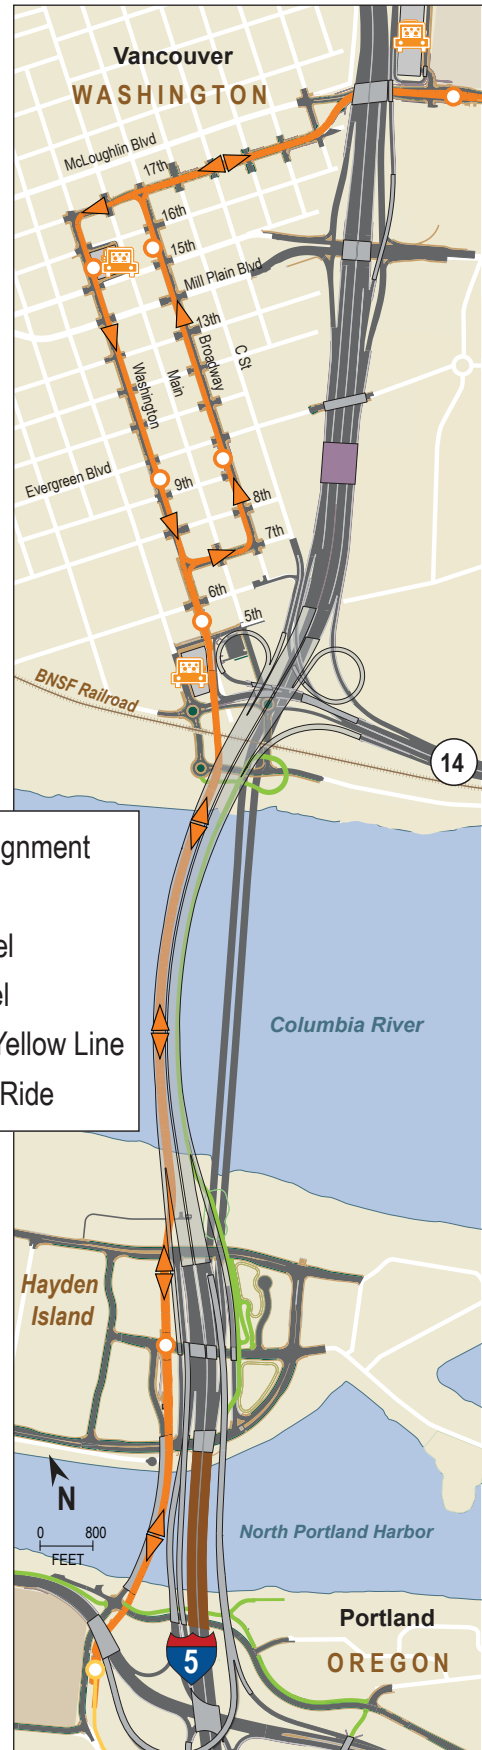 Vancouver
WASHINGTON
McLoughlin Blvd
17th
16th
15th
Mill Plain Blvd
13th
C St
Broadway
Main
Washington
Evergreen Blvd
9th
8th
7th
6th
5th
BNSF Railroad
14
gnment
el
el
Yellow Line
Ride
Columbia River
Hayden
Island
N
0 800
FEET
North Portland Harbor
Portland
OREGON
5